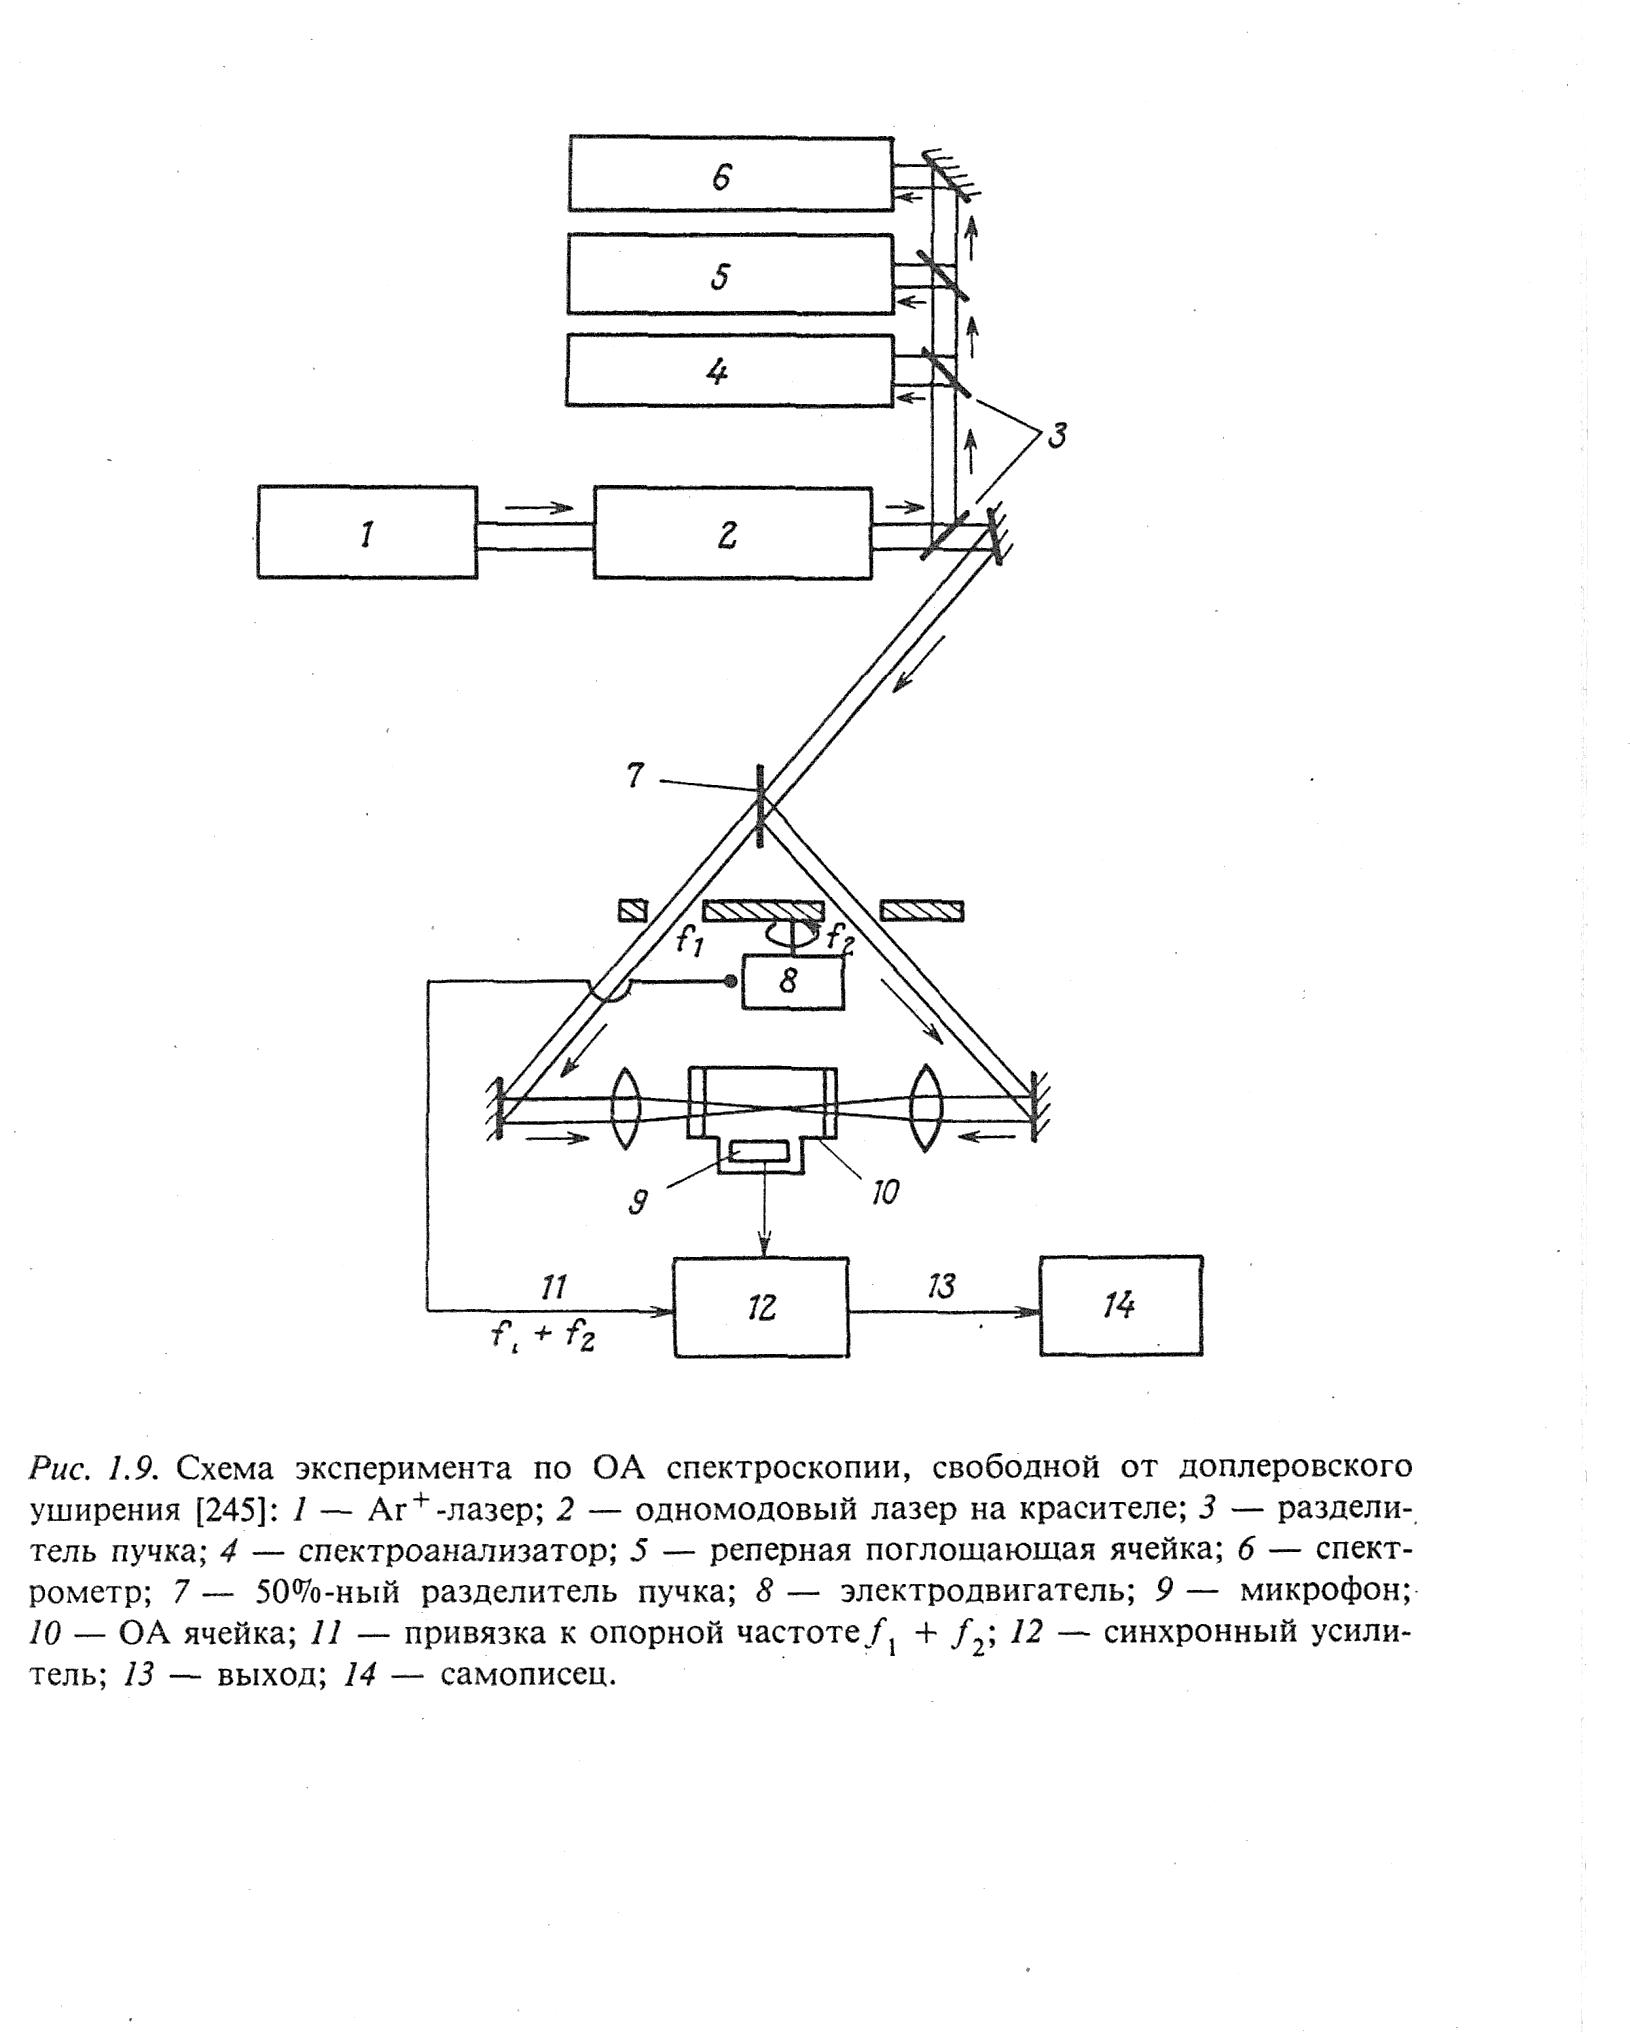 6
5
4
3
1
2
7
f₁
f₂
8
9
10
11
13
12
14
f₁ + f₂
Рис. 1.9. Схема эксперимента по ОА спектроскопии, свободной от доплеровского
уширения [245]: 1 — Ar⁺-лазер; 2 — одномодовый лазер на красителе; 3 — раздели-
тель пучка; 4 — спектроанализатор; 5 — реперная поглощающая ячейка; 6 — спект-
рометр; 7 — 50%-ный разделитель пучка; 8 — электродвигатель; 9 — микрофон;
10 — ОА ячейка; 11 — привязка к опорной частоте f₁ + f₂; 12 — синхронный усили-
тель; 13 — выход; 14 — самописец.